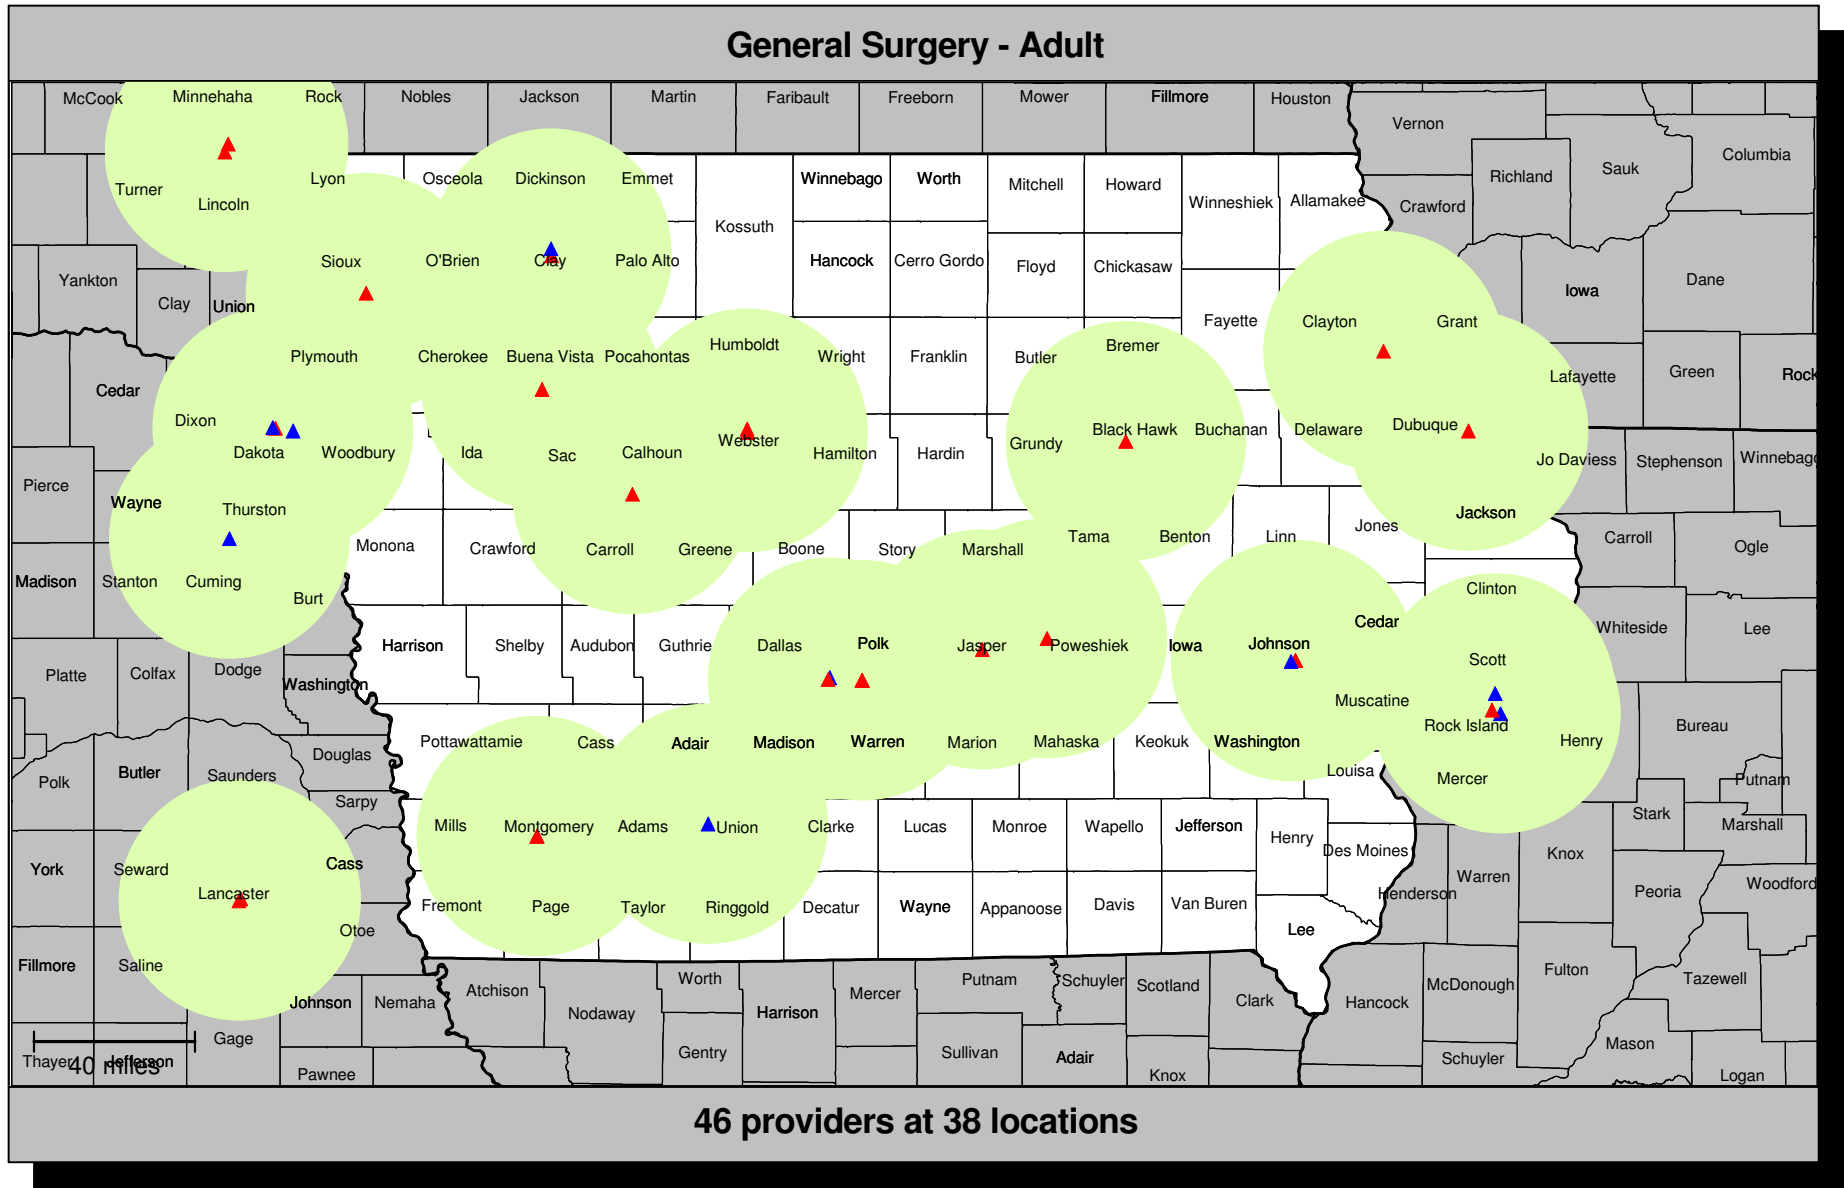 General Surgery - Adult
McCook Minnehaha Rock Nobles Jackson Martin Faribault Freeborn Mower Fillmore Houston
Vernon
Columbia
Sauk
Richland
Turner Lyon Osceola Dickinson Emmet Winnebago Worth Mitchell Howard
Lincoln Kossuth Winneshiek Allamakee Crawford
Sioux O'Brien Clay Palo Alto Hancock Cerro Gordo Floyd Chickasaw
Yankton Clay Union Iowa Dane
Fayette Clayton Grant
Plymouth Cherokee Buena Vista Pocahontas Humboldt Wright Franklin Butler Bremer
Lafayette Green Rock
Cedar
Dixon Webster Black Hawk Buchanan Delaware Dubuque
Dakota Woodbury Ida Sac Calhoun Hamilton Hardin Grundy
Jo Daviess Stephenson Winnebago
Pierce
Wayne Thurston Jackson
Monona Crawford Carroll Greene Boone Story Marshall Tama Benton Linn Jones
Carroll Ogle
Madison Stanton Cuming Burt Clinton
Harrison Shelby Audubon Guthrie Dallas Polk Jasper Poweshiek Iowa Johnson Cedar
Whiteside Lee
Scott
Platte Colfax Dodge Washington
Muscatine Rock Island Bureau
Pottawattamie Cass Adair Madison Warren Marion Mahaska Keokuk Washington Henry
Douglas
Polk Butler Saunders Louisa Mercer Putnam
Sarpy
Mills Montgomery Adams Union Clarke Lucas Monroe Wapello Jefferson Henry
Stark Marshall
Des Moines Knox
York Seward Cass
Lancaster Henderson Warren Peoria Woodford
Fremont Page Taylor Ringgold Decatur Wayne Appanoose Davis Van Buren
Otoe Lee
Fillmore Saline Fulton Tazewell
Johnson Nemaha Atchison Worth Mercer Putnam Schuyler Scotland Clark Hancock McDonough
Nodaway Harrison
Gage Mason
Thayer Jefferson Gentry Sullivan Adair Schuyler
40 miles
Pawnee Knox Logan
46 providers at 38 locations